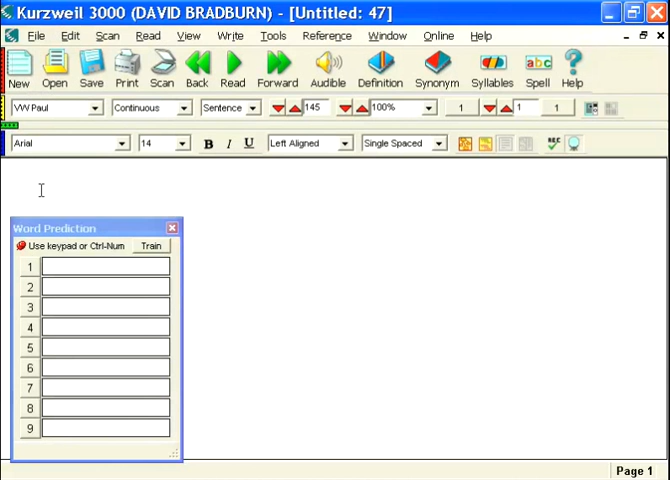 Kurzweil 3000 (DAVID BRADBURN) - [Untitled: 47]
File Edit Scan Read View Write Tools Reference Window Online Help
New Open Save Print Scan Back Read Forward Audible Definition Synonym Syllables Spell Help
VW Paul Continuous Sentence 145 100% 1 1 1
Arial 14 B I U Left Aligned Single Spaced REC
Word Prediction
Use keypad or Ctrl-Num Train
1
2
3
4
5
6
7
8
9
Page 1